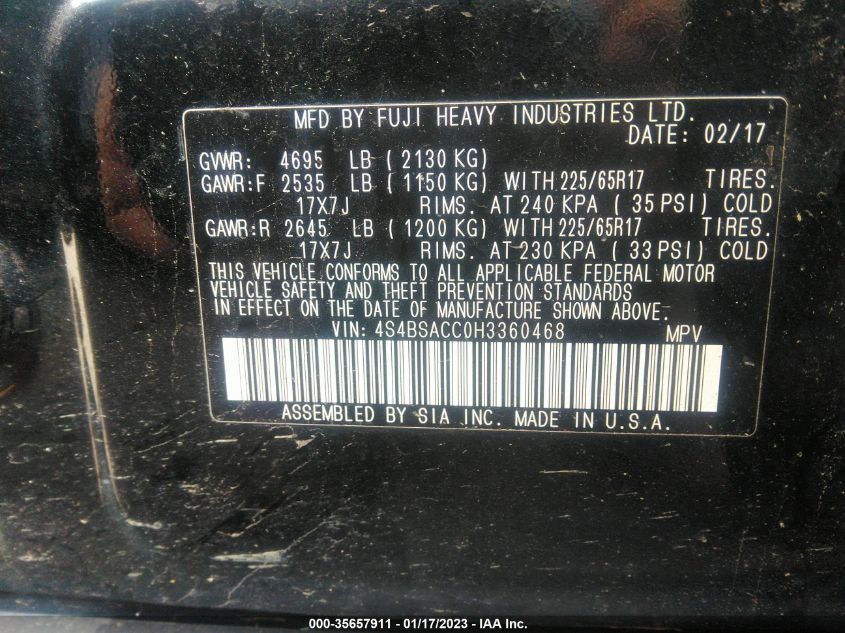 MFD BY FUJI HEAVY INDUSTRIES LTD.
DATE: 02/17
GVWR: 4695 LB ( 2130 KG)
GAWR:F 2535 LB ( 1150 KG) WITH 225/65R17 TIRES.
17X7J RIMS. AT 240 KPA ( 35 PSI) COLD
GAWR:R 2645 LB ( 1200 KG) WITH 225/65R17 TIRES.
17X7J RIMS. AT 230 KPA ( 33 PSI) COLD
THIS VEHICLE CONFORMS TO ALL APPLICABLE FEDERAL MOTOR
VEHICLE SAFETY AND THEFT PREVENTION STANDARDS
IN EFFECT ON THE DATE OF MANUFACTURE SHOWN ABOVE.
VIN: 4S4BSACC0H3360468 MPV
ASSEMBLED BY SIA INC. MADE IN U.S.A.
000-35657911 - 01/17/2023 - IAA Inc.